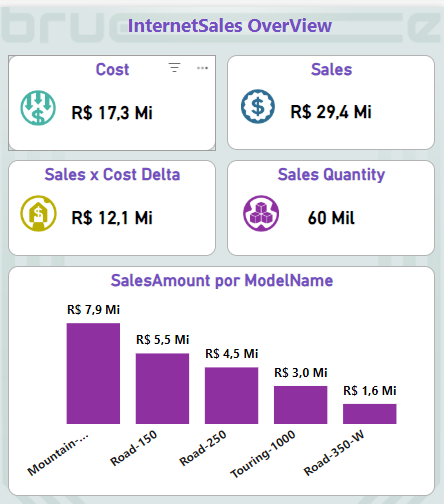 InternetSales OverView
Cost
R$ 17,3 Mi
Sales
R$ 29,4 Mi
Sales x Cost Delta
R$ 12,1 Mi
Sales Quantity
60 Mil
SalesAmount por ModelName
R$ 7,9 Mi
R$ 5,5 Mi
R$ 4,5 Mi
R$ 3,0 Mi
R$ 1,6 Mi
Mountain-...
Road-150
Road-250
Touring-1000
Road-350-W